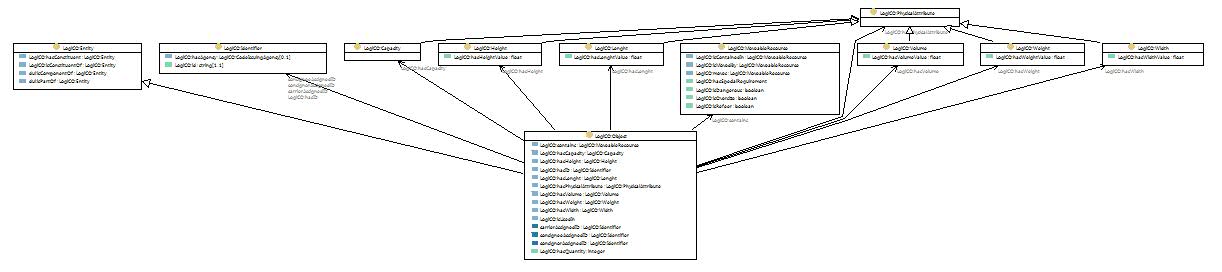 LogiCO:PhysicalAttribute
LogiCO:Entity
LogiCO:hasConstituent : LogiCO:Entity
LogiCO:isConstituentOf : LogiCO:Entity
dul:isComponentOf : LogiCO:Entity
dul:isPartOf : LogiCO:Entity
LogiCO:Identifier
LogiCO:hasAgency : LogiCO:CodeIssuingAgency[0..1]
LogiCO:id : string[0..1]
LogiCO:Capacity
LogiCO:Height
LogiCO:hasHeightValue : float
LogiCO:Lenght
LogiCO:hasLenghtValue : float
LogiCO:MoveableResource
LogiCO:isContainedIn : LogiCO:MoveableResource
LogiCO:isMovedBy : LogiCO:MoveableResource
LogiCO:moves : LogiCO:MoveableResource
LogiCO:hasSpecialRequirement
LogiCO:isDangerous : boolean
LogiCO:isOversize : boolean
LogiCO:isReefer : boolean
LogiCO:hasPhysicalAttribute
LogiCO:Volume
LogiCO:hasVolumeValue : float
LogiCO:Weight
LogiCO:hasWeightValue : float
LogiCO:Width
LogiCO:hasWidthValue : float
consigneeAssignedID
consignorAssignedID
carrierAssignedID
LogiCO:hasID
LogiCO:hasCapacity
LogiCO:hasHeight
LogiCO:hasLenght
LogiCO:contains
LogiCO:hasVolume
LogiCO:hasWeight
LogiCO:hasWidth
LogiCO:Object
LogiCO:contains : LogiCO:MoveableResource
LogiCO:hasCapacity : LogiCO:Capacity
LogiCO:hasHeight : LogiCO:Height
LogiCO:hasID : LogiCO:Identifier
LogiCO:hasLenght : LogiCO:Lenght
LogiCO:hasPhysicalAttribute : LogiCO:PhysicalAttribute
LogiCO:hasVolume : LogiCO:Volume
LogiCO:hasWeight : LogiCO:Weight
LogiCO:hasWidth : LogiCO:Width
LogiCO:isUsedIn
carrierAssignedID : LogiCO:Identifier
consigneeAssignedID : LogiCO:Identifier
consignorAssignedID : LogiCO:Identifier
LogiCO:hasQuantity : integer